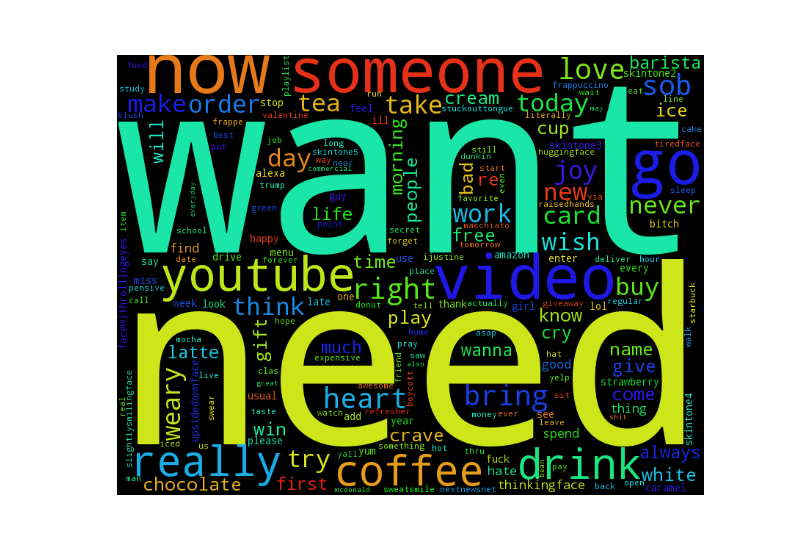 food
now
playlist
someone
love
barista
skintone2
study
make
order
stop
tea
take
cream
stuckouttongue
today
frappuccino
wait
eat
sob
line
blush
frappe
valentine
run
feel
ill
literally
may
cup
ice
cake
best
put
will
want
job
long
skintone5
way
near
commercial
morning
people
still
dunkin
start
even
bad
re
huggingface
skintone3
joy
go
tiredface
sleep
day
alexa
trump
guy
point
life
favorite
macchiato
tomorrow
raisedhands
via
new
card
never
bitch
everyday
school
green
happy
secret
forget
work
free
wish
item
find
date
drive
menu
forever
say
ijustine
amazon
enter
deliver
hour
facewithrollingeyes
miss
pensive
call
youtube
time
use
place
video
every
buy
starbuck
week
look
think
late
one
donut
right
thank
actually
tell
girl
giveaway
lol
regular
know
walk
hope
gift
play
home
asap
cry
mocha
latte
live
much
expensive
pray
saw
also
friend
wanna
hat
good
yelp
name
give
strawberry
need
weary
upsidedownface
swear
clas
great
usual
taste
heart
awesome
watch
boycott
refresher
bring
money
ever
sit
see
leave
come
thing
shit
skintone4
real
slightlysmilingrace
iced
us
win
please
add
year
something
crave
hot
thru
spend
always
really
try
yum
yall
coffee
fuck
hate
bean
pay
drink
white
man
chocolate
first
mcdonald
sweatsmile
nextnewsnet
thinkingface
back
open
caramel